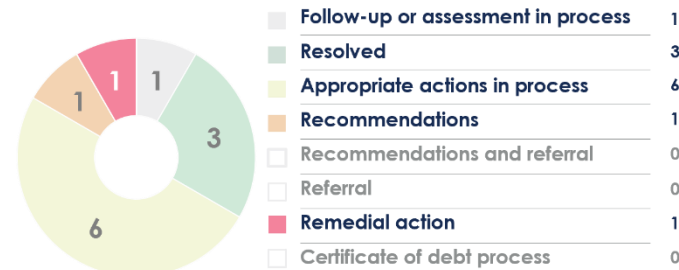 1
1
1
3
6
Follow-up or assessment in process 1
Resolved 3
Appropriate actions in process 6
Recommendations 1
Recommendations and referral 0
Referral 0
Remedial action 1
Certificate of debt process 0